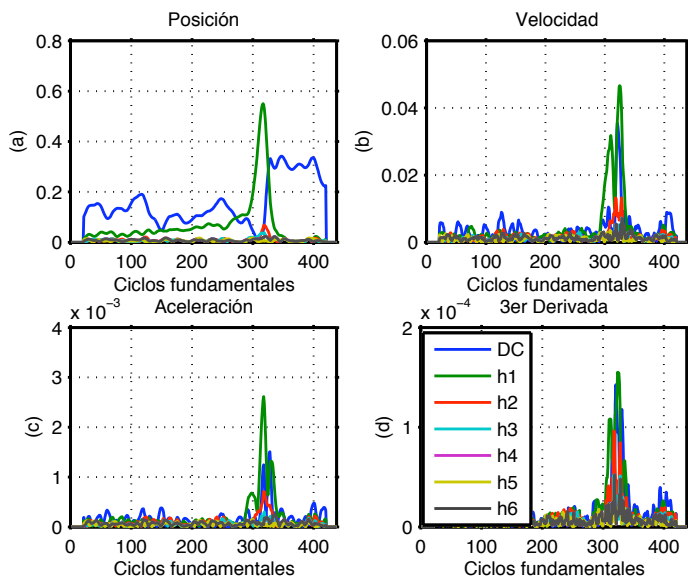 Posición
0.8
0.6
0.4
0.2
0
(a)
0 100 200 300 400
Ciclos fundamentales
Velocidad
0.06
0.04
0.02
0
(b)
0 100 200 300 400
Ciclos fundamentales
Aceleración
x 10⁻³
4
3
2
1
0
(c)
0 100 200 300 400
Ciclos fundamentales
3er Derivada
x 10⁻⁴
2
1
0
(d)
DC
h1
h2
h3
h4
h5
h6
0 100 200 300 400
Ciclos fundamentales